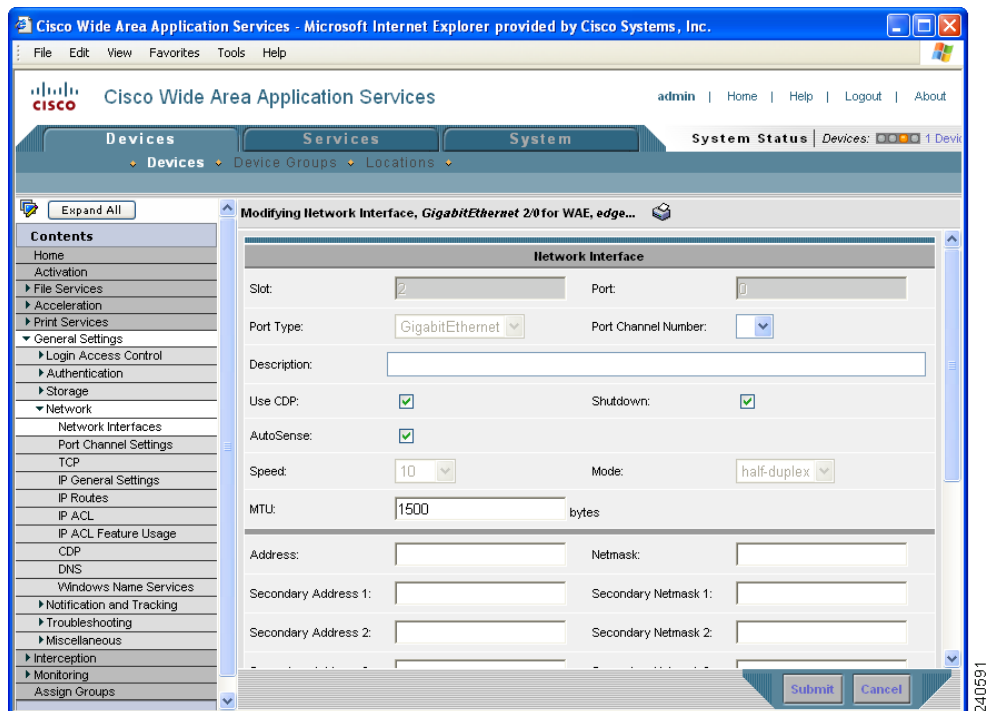 Cisco Wide Area Application Services - Microsoft Internet Explorer provided by Cisco Systems, Inc.
File Edit View Favorites Tools Help
CISCO
Cisco Wide Area Application Services
admin | Home | Help | Logout | About
Devices Services System
System Status | Devices: 1 Devic
Devices Device Groups Locations
Expand All
Contents
Home
Activation
File Services
Acceleration
Print Services
General Settings
Login Access Control
Authentication
Storage
Network
Network Interfaces
Port Channel Settings
TCP
IP General Settings
IP Routes
IP ACL
IP ACL Feature Usage
CDP
DNS
Windows Name Services
Notification and Tracking
Troubleshooting
Miscellaneous
Interception
Monitoring
Assign Groups
Modifying Network Interface, GigabitEthernet 2/0 for WAE, edge...
Network Interface
Slot: 2 Port: 0
Port Type: GigabitEthernet Port Channel Number:
Description:
Use CDP: Shutdown:
AutoSense:
Speed: 10 Mode: half-duplex
MTU: 1500 bytes
Address: Netmask:
Secondary Address 1: Secondary Netmask 1:
Secondary Address 2: Secondary Netmask 2:
Submit Cancel
240591